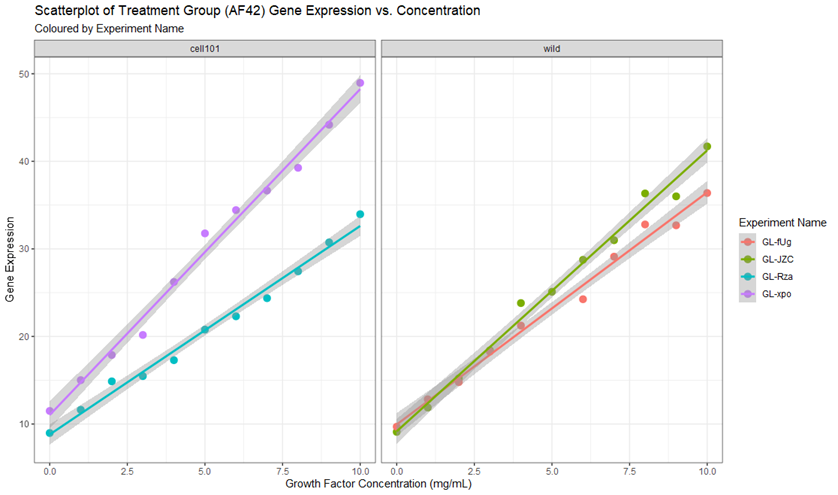 Scatterplot of Treatment Group (AF42) Gene Expression vs. Concentration
Coloured by Experiment Name
cell101 wild
50
40
30
20
10
Gene Expression
0.0 2.5 5.0 7.5 10.0 0.0 2.5 5.0 7.5 10.0
Growth Factor Concentration (mg/mL)
Experiment Name
GL-fUg
GL-JZC
GL-Rza
GL-xpo